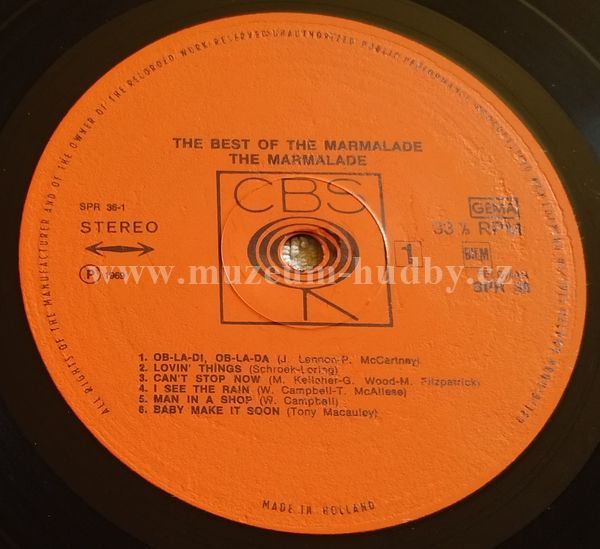 ALL RIGHTS OF THE MANUFACTURER AND OF THE OWNER OF THE RECORDED WORK RESERVED UNAUTHORIZED PUBLIC PERFORMANCE
THE BEST OF THE MARMALADE
THE MARMALADE
CBS
SPR 36-1
STEREO
P 1969
GEMA
33⅓ RPM
1
BIEM
SPR 36
www.muzeum-hudby.cz
1. OB-LA-DI, OB-LA-DA (J. Lennon-P. McCartney)
2. LOVIN' THINGS (Schroek-Loring)
3. CAN'T STOP NOW (M. Kellcher-G. Wood-M. Fitzpatrick)
4. I SEE THE RAIN (W. Campbell-T. McAliese)
5. MAN IN A SHOP (W. Campbell)
6. BABY MAKE IT SOON (Tony Macauley)
MADE IN HOLLAND